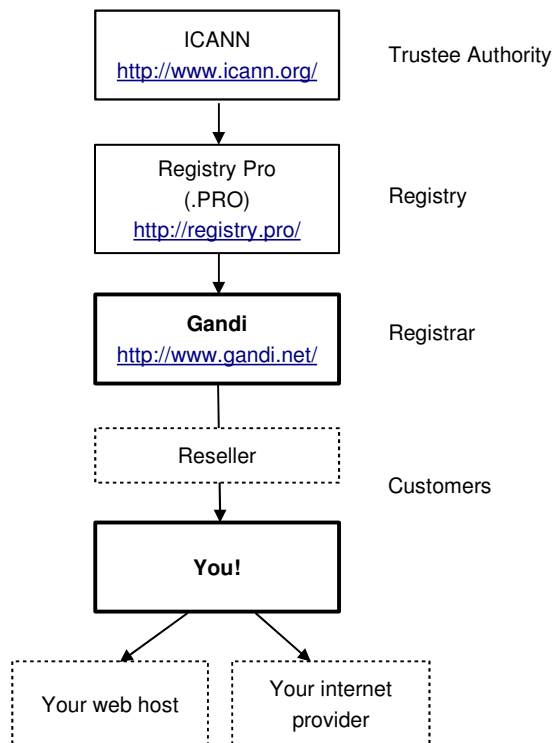 ICANN
http://www.icann.org/
Trustee Authority
Registry Pro
(.PRO)
http://registry.pro/
Registry
Gandi
http://www.gandi.net/
Registrar
Reseller
Customers
You!
Your web host
Your internet
provider